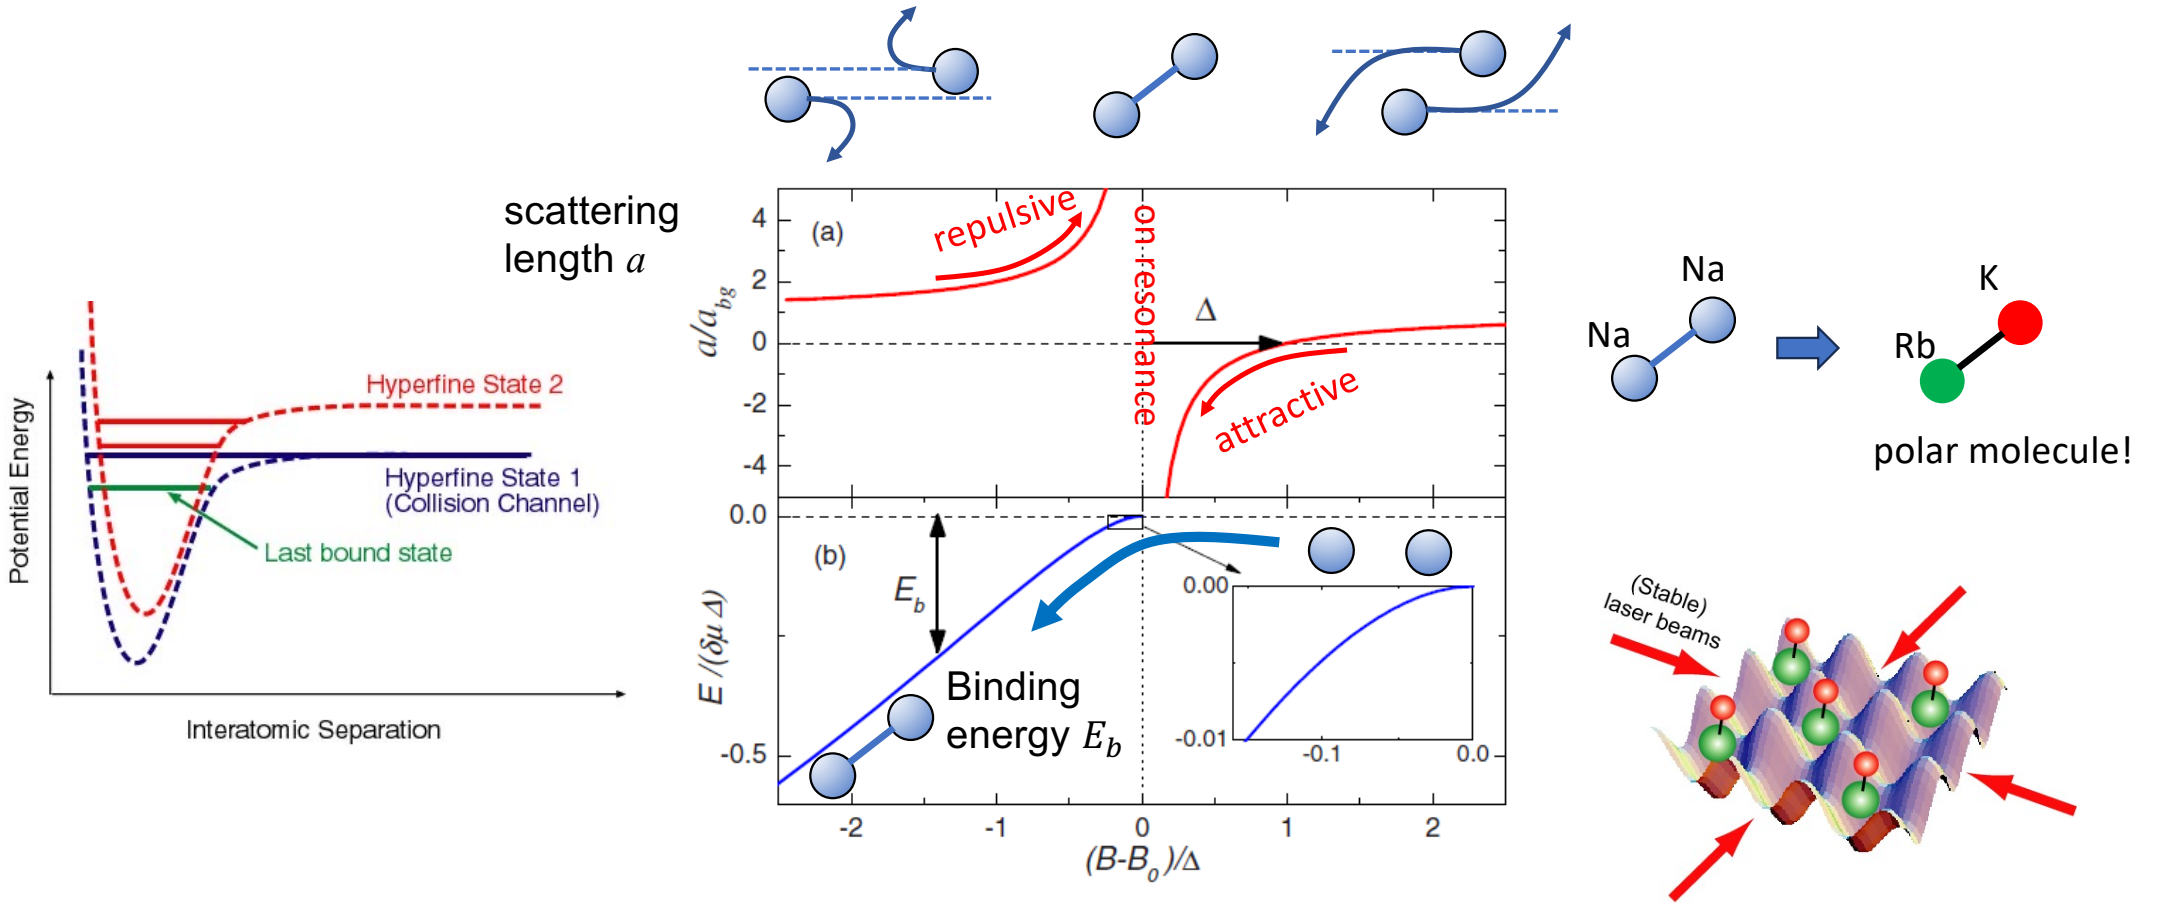 scattering
length a
Potential Energy
Hyperfine State 2
Hyperfine State 1
(Collision Channel)
Last bound state
Interatomic Separation
(a)
repulsive
on resonance
Δ
attractive
a/a_bg
4
2
0
-2
-4
(b)
E_b
Binding
energy E_b
E /(δμ Δ)
0.0
-0.5
0.00
-0.01
-0.1
0.0
-2
-1
0
1
2
(B-B_o)/Δ
Na
Na
K
Rb
polar molecule!
(Stable)
laser beams